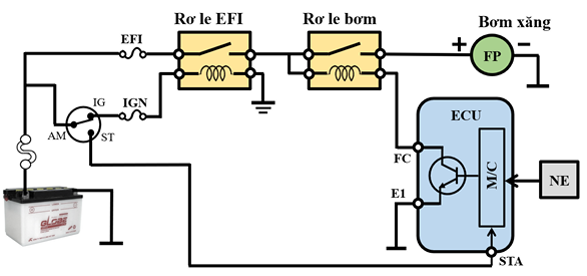 Rơ le EFI
Rơ le bơm
Bơm xăng
EFI
+
−
FP
IG
IGN
AM
ST
ECU
FC
M/C
NE
E1
GLOBE
STA